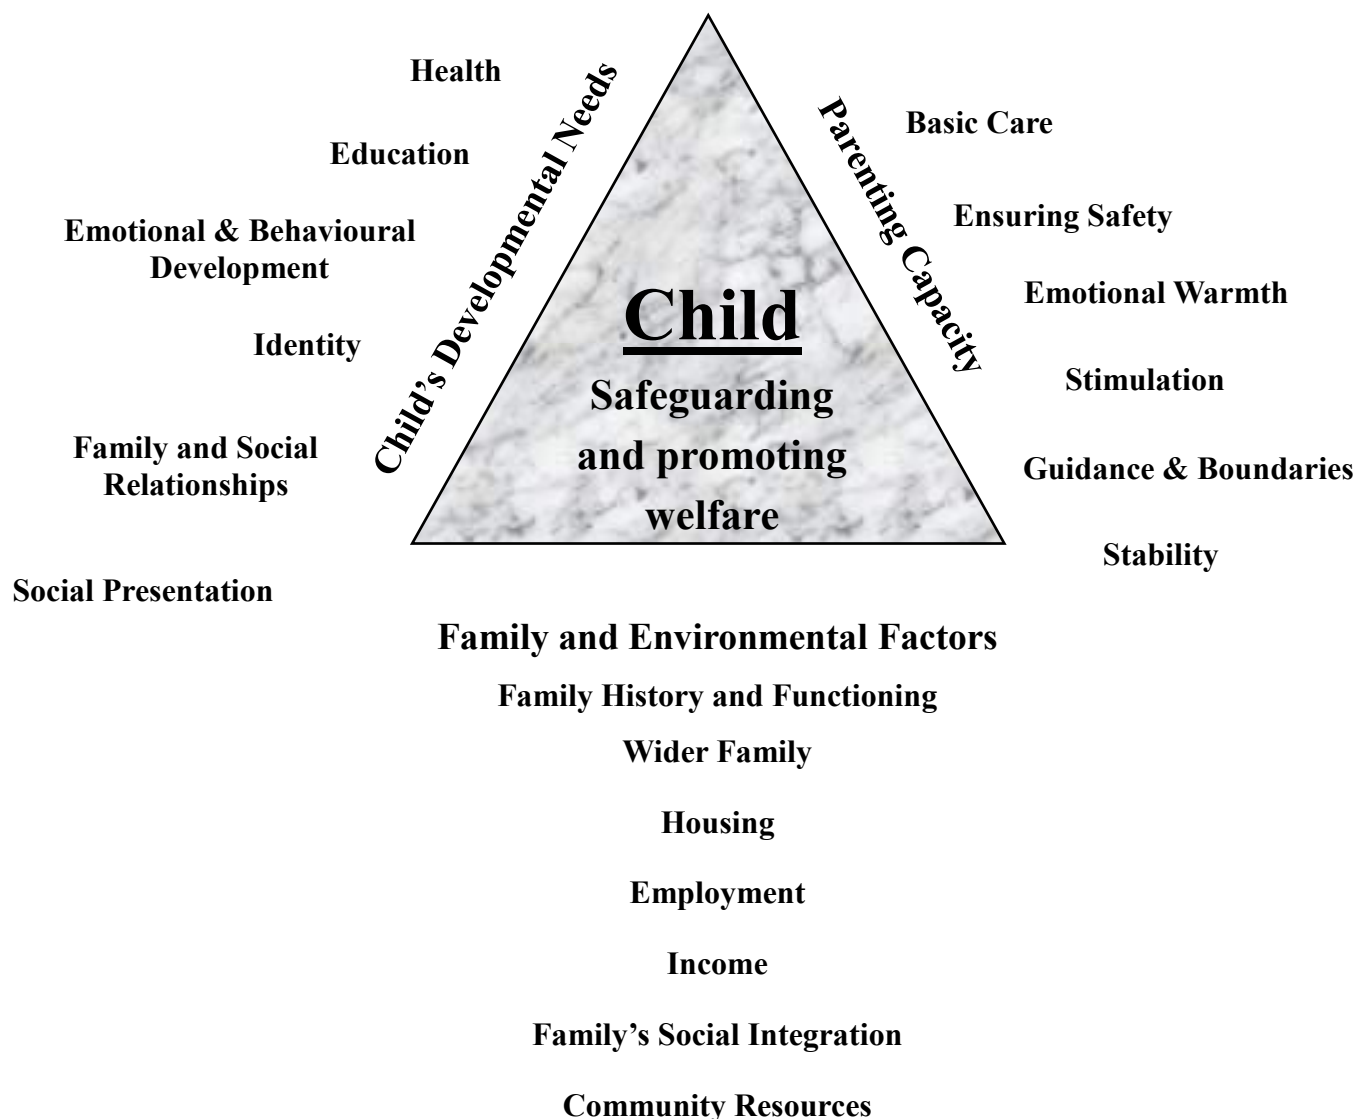 Health
Education
Emotional & Behavioural
Development
Identity
Family and Social
Relationships
Social Presentation
Child’s Developmental Needs
Child
Safeguarding
and promoting
welfare
Parenting Capacity
Basic Care
Ensuring Safety
Emotional Warmth
Stimulation
Guidance & Boundaries
Stability
Family and Environmental Factors
Family History and Functioning
Wider Family
Housing
Employment
Income
Family’s Social Integration
Community Resources